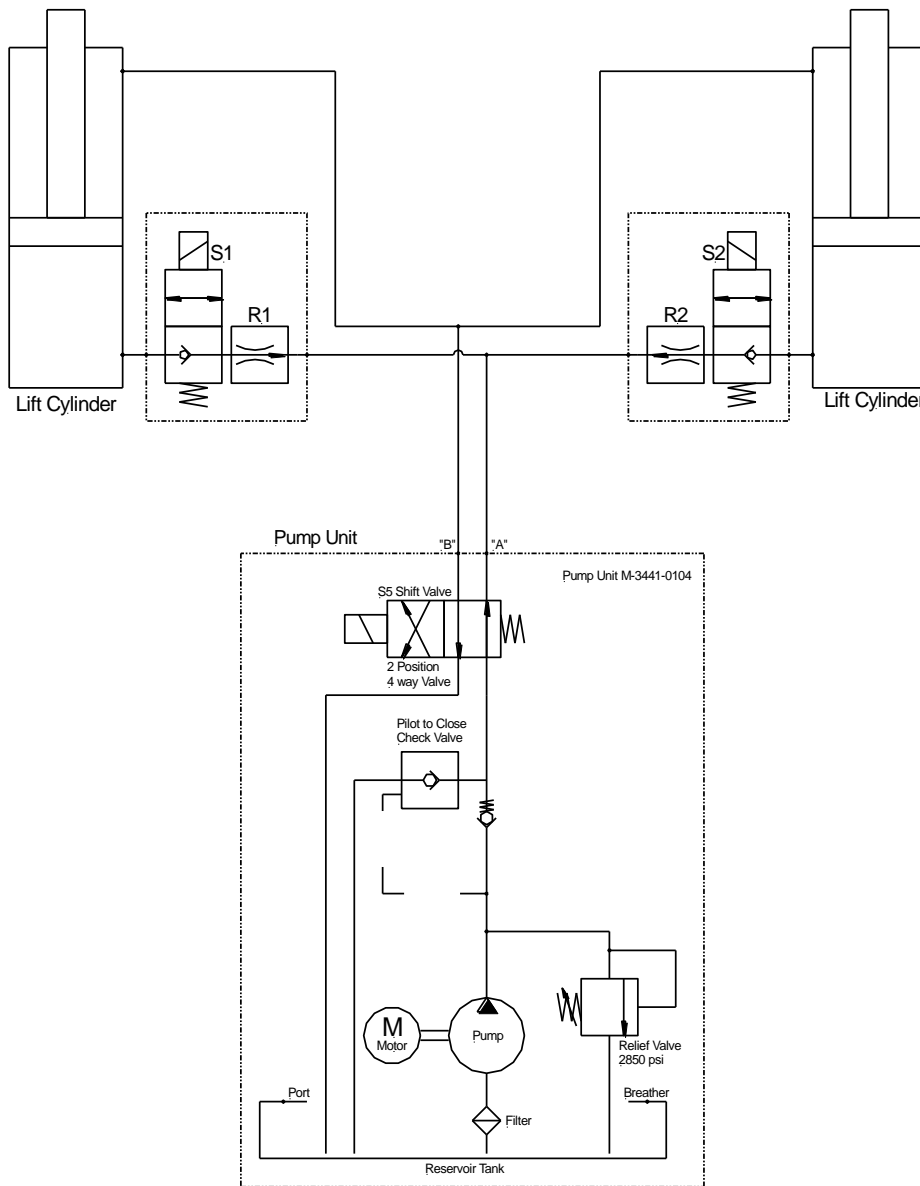 S1
S2
R1
R2
Lift Cylinder
Lift Cylinder
Pump Unit
"B"
"A"
Pump Unit M-3441-0104
S5 Shift Valve
2 Position
4 way Valve
Pilot to Close
Check Valve
M
Motor
Pump
Relief Valve
2850 psi
Port
Breather
Filter
Reservoir Tank